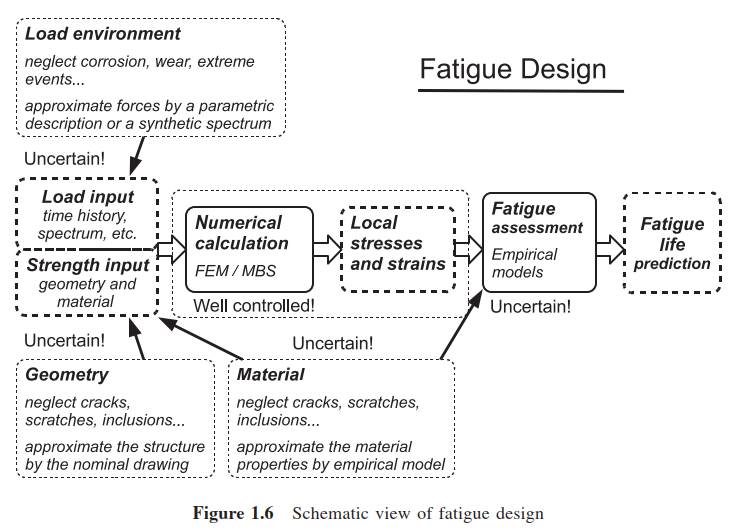 Load environment
neglect corrosion, wear, extreme
events...
approximate forces by a parametric
description or a synthetic spectrum
Fatigue Design
Uncertain!
Load input
time history,
spectrum, etc.
Strength input
geometry and
material
Numerical
calculation
FEM / MBS
Local
stresses
and strains
Well controlled!
Fatigue
assessment
Empirical
models
Uncertain!
Fatigue
life
prediction
Uncertain!
Uncertain!
Geometry
neglect cracks,
scratches, inclusions...
approximate the structure
by the nominal drawing
Material
neglect cracks, scratches,
inclusions...
approximate the material
properties by empirical model
Figure 1.6 Schematic view of fatigue design